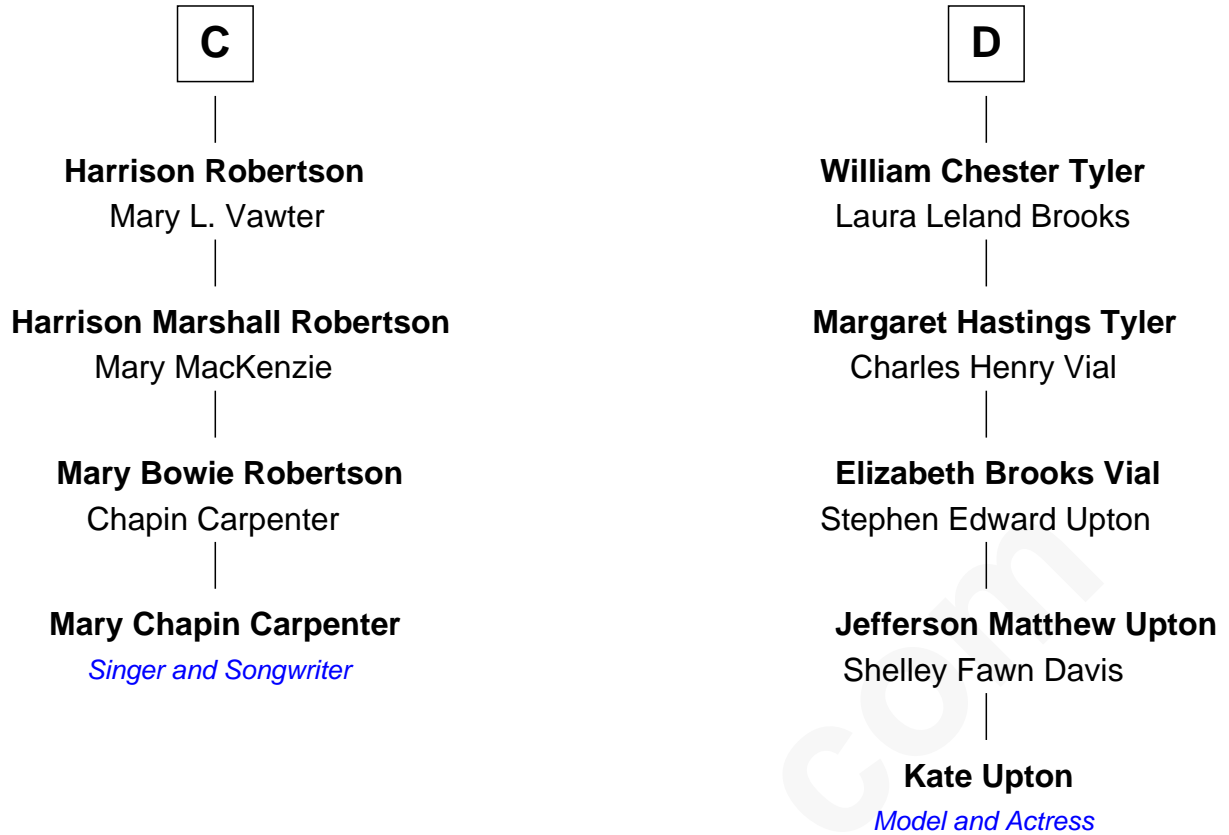 C
Harrison Robertson
Mary L. Vawter
Harrison Marshall Robertson
Mary MacKenzie
Mary Bowie Robertson
Chapin Carpenter
Mary Chapin Carpenter
Singer and Songwriter
D
William Chester Tyler
Laura Leland Brooks
Margaret Hastings Tyler
Charles Henry Vial
Elizabeth Brooks Vial
Stephen Edward Upton
Jefferson Matthew Upton
Shelley Fawn Davis
Kate Upton
Model and Actress
com